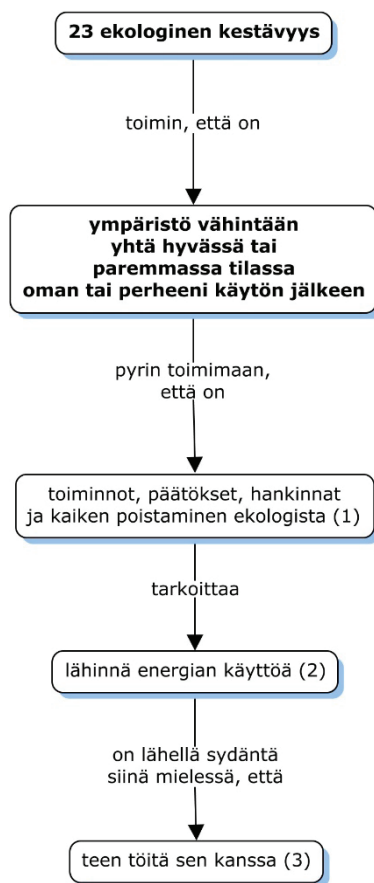 23 ekologinen kestävyys
toimin, että on
ympäristö vähintään
yhtä hyvässä tai
paremmassa tilassa
oman tai perheeni käytön jälkeen
pyrin toimimaan,
että on
toiminnot, päätökset, hankinnat
ja kaiken poistaminen ekologista (1)
tarkoittaa
lähinnä energian käyttöä (2)
on lähellä sydäntä
siinä mielessä, että
teen töitä sen kanssa (3)